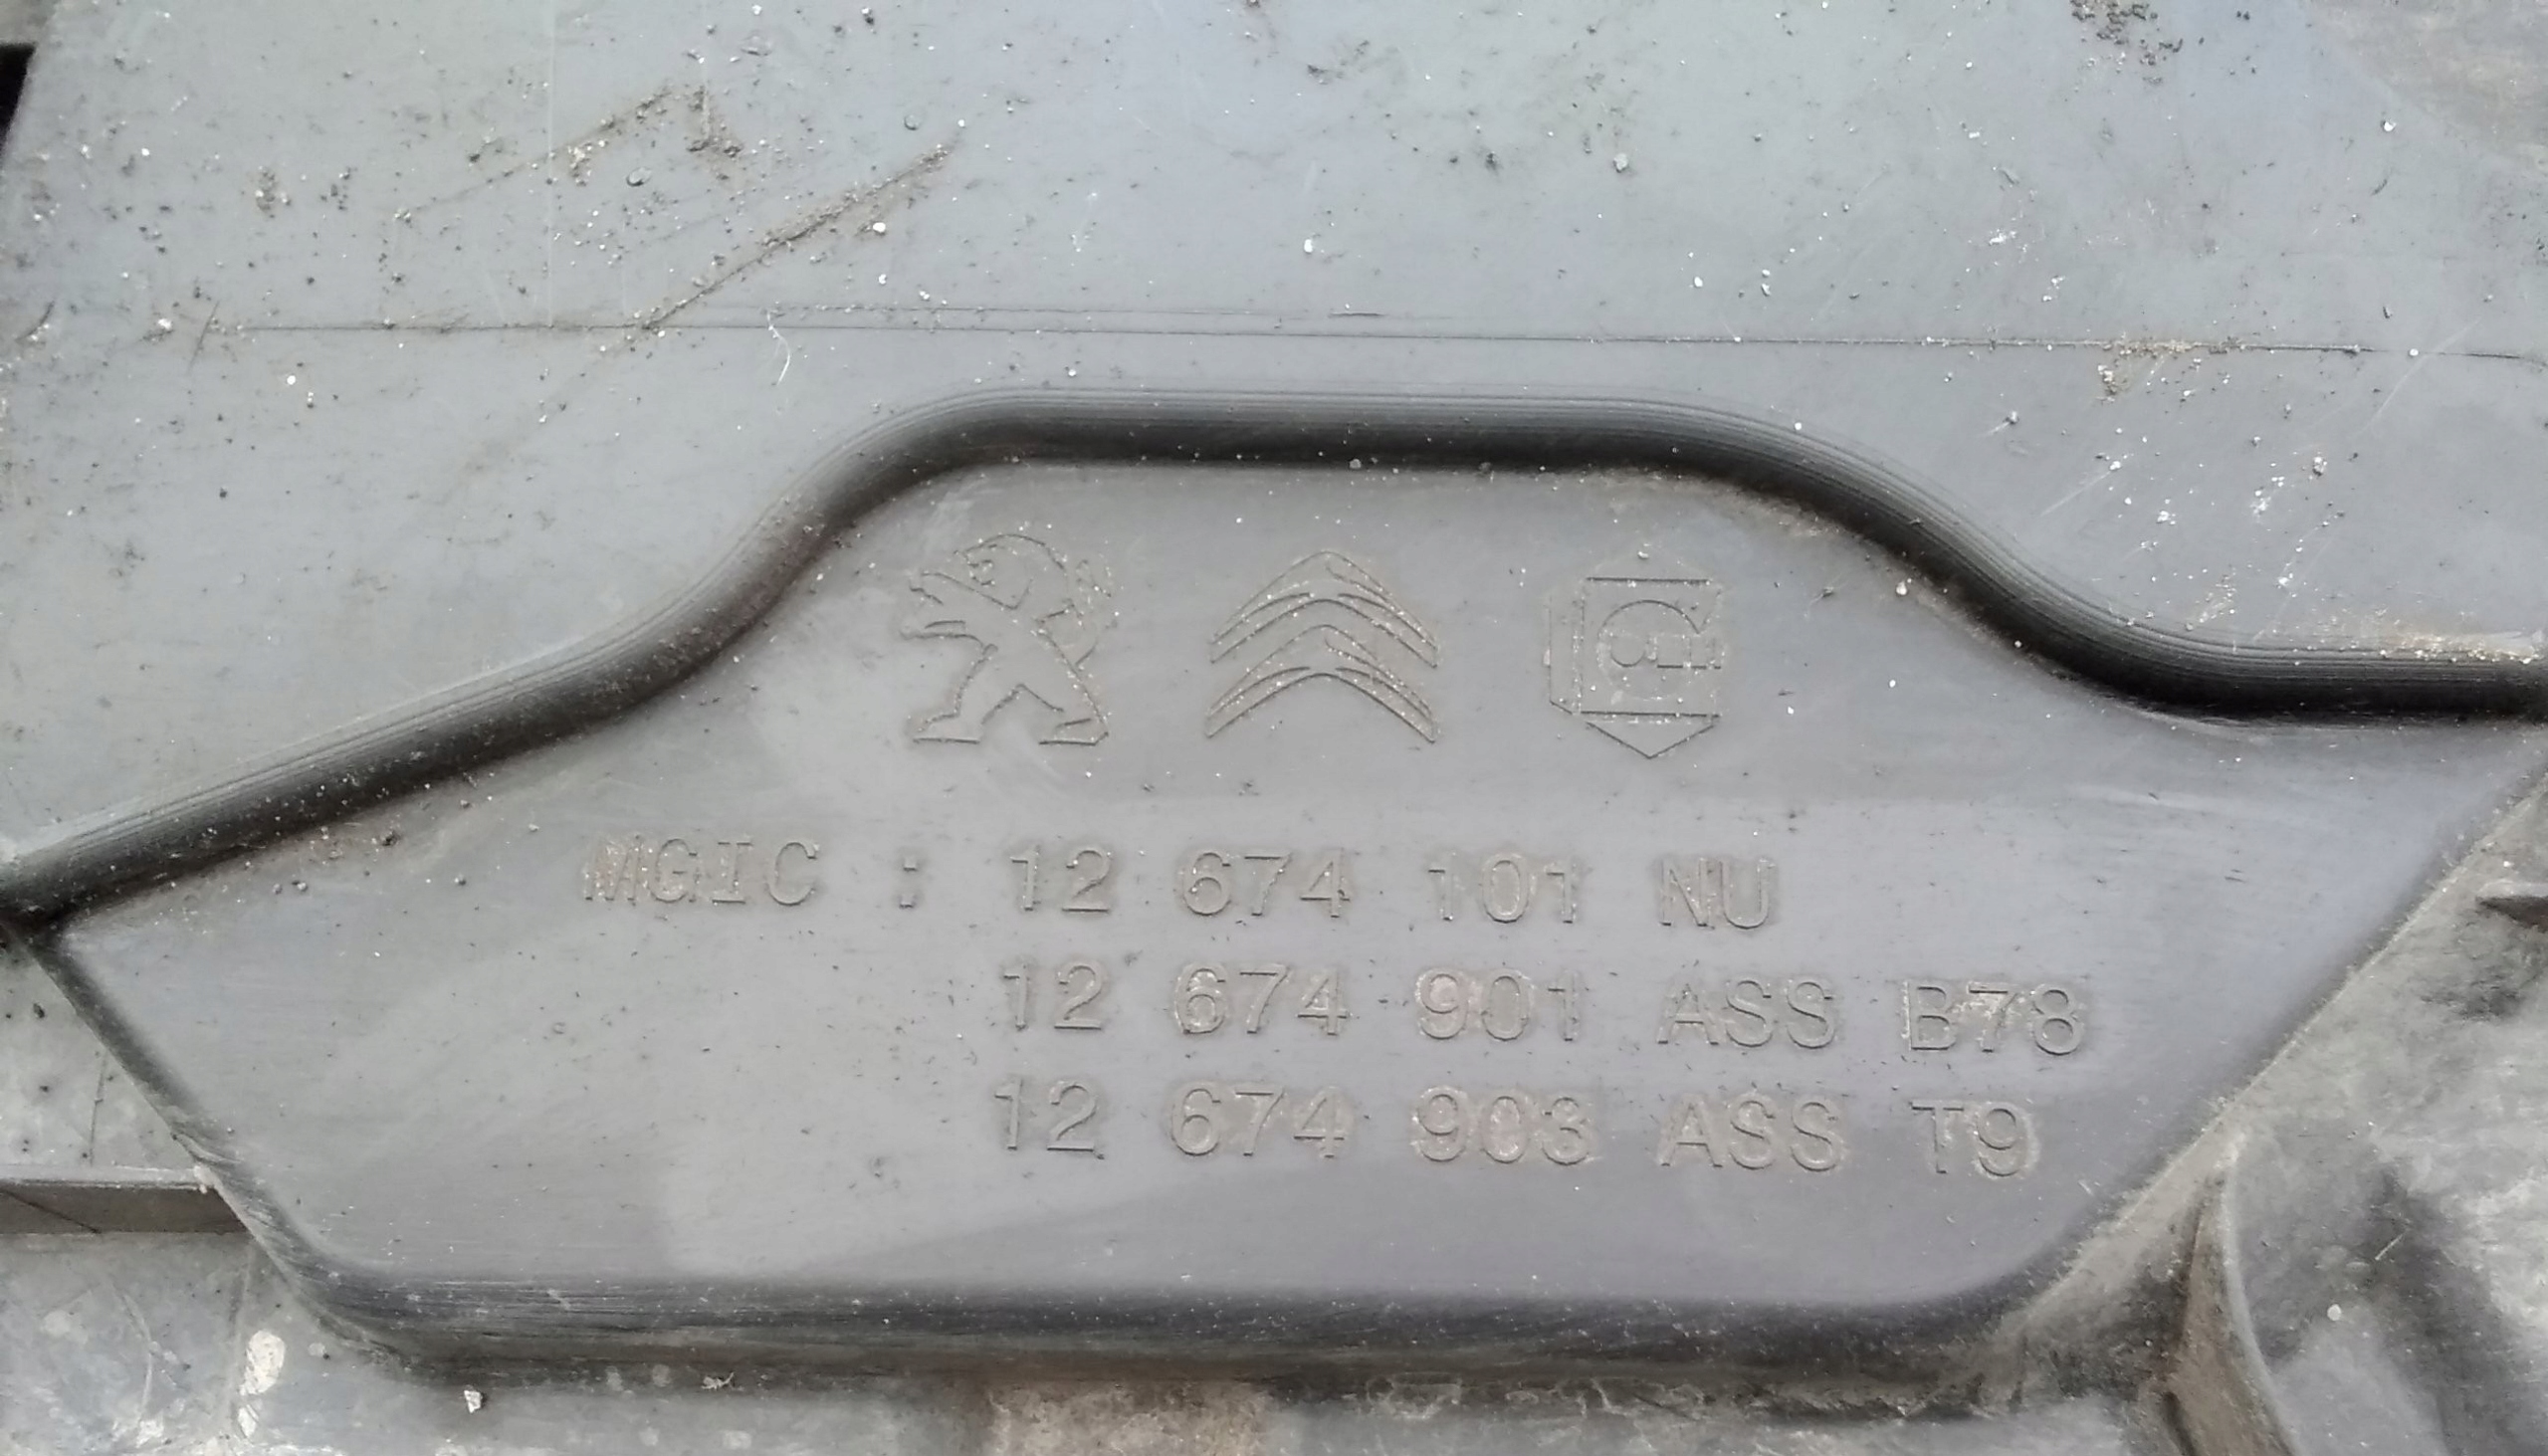 MGIC : 12 674 101 NU
12 674 901 ASS B78
12 674 903 ASS T9